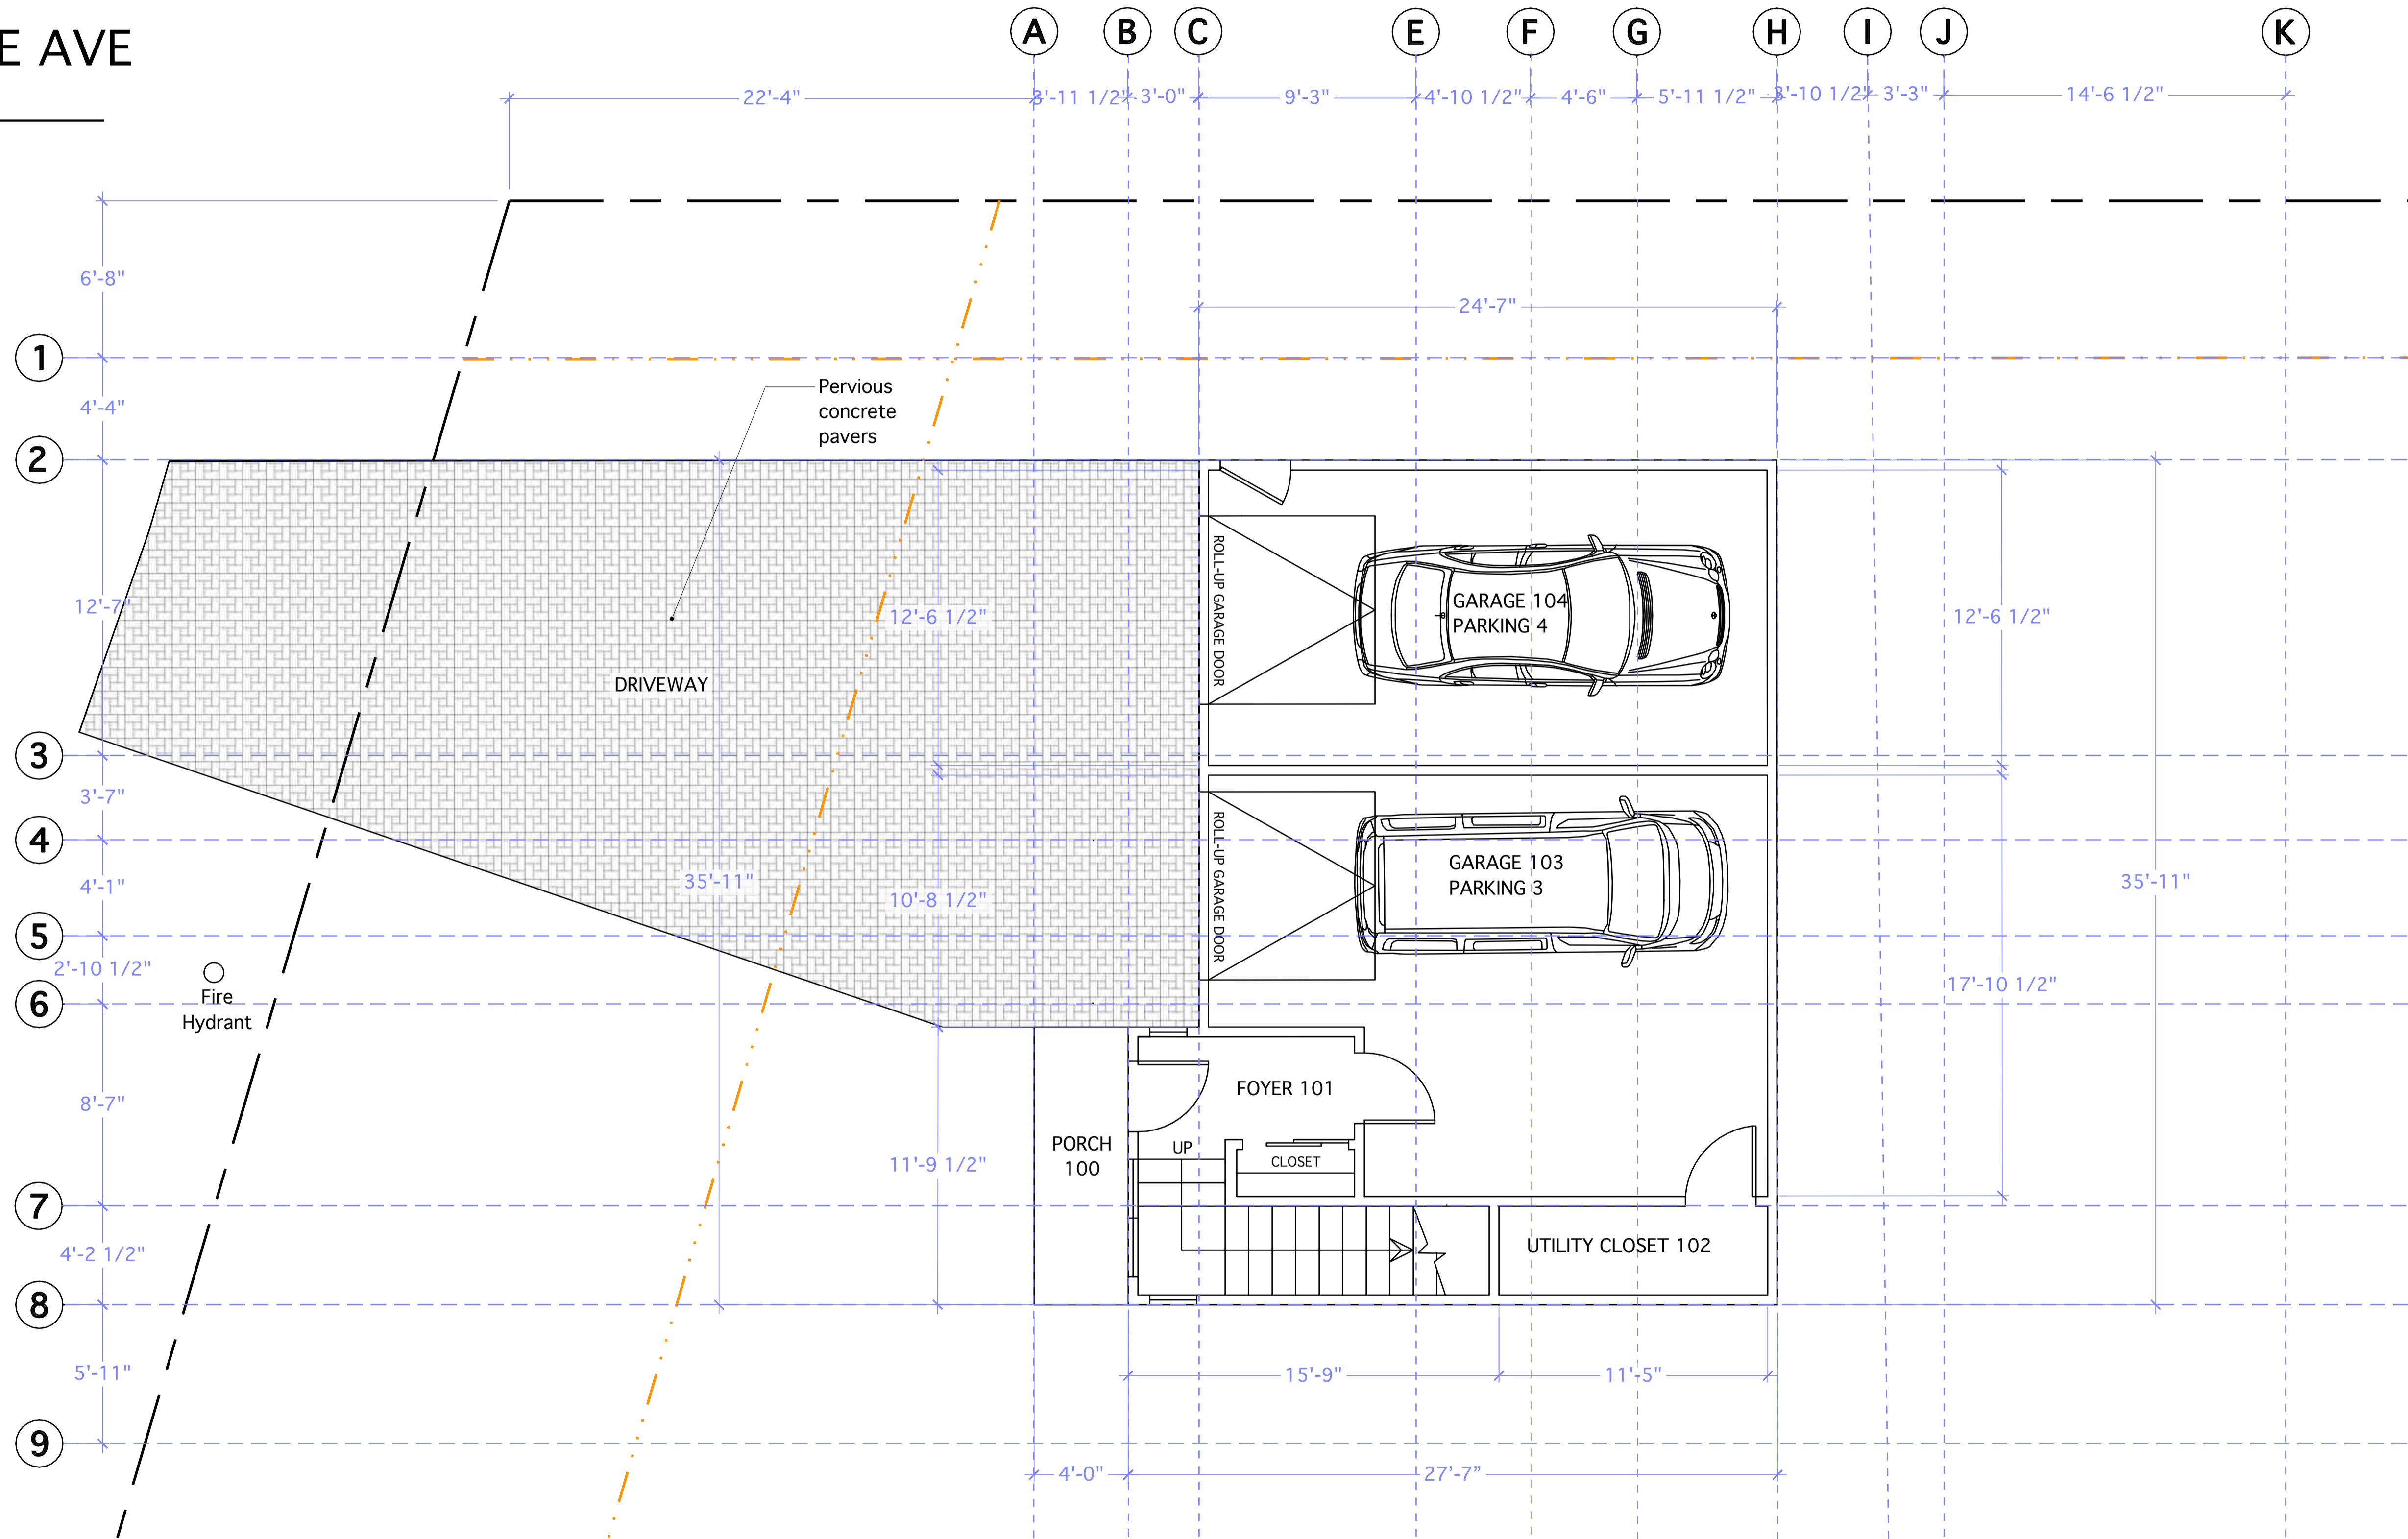 E AVE
A B C E F G H I J K
22'-4" 3'-11 1/2" 3'-0" 9'-3" 4'-10 1/2" 4'-6" 5'-11 1/2" 3'-10 1/2" 3'-3" 14'-6 1/2"
6'-8"
24'-7"
1
Pervious
concrete
pavers
4'-4"
2
ROLL-UP GARAGE DOOR
GARAGE 104
PARKING 4
12'-7"
12'-6 1/2"
12'-6 1/2"
DRIVEWAY
3
3'-7"
4
ROLL-UP GARAGE DOOR
GARAGE 103
PARKING 3
4'-1"
35'-11"
10'-8 1/2"
35'-11"
5
2'-10 1/2"
17'-10 1/2"
Fire
Hydrant
6
8'-7"
FOYER 101
PORCH
100
UP
CLOSET
11'-9 1/2"
7
4'-2 1/2"
UTILITY CLOSET 102
8
5'-11"
15'-9" 11'-5"
9
4'-0" 27'-7”